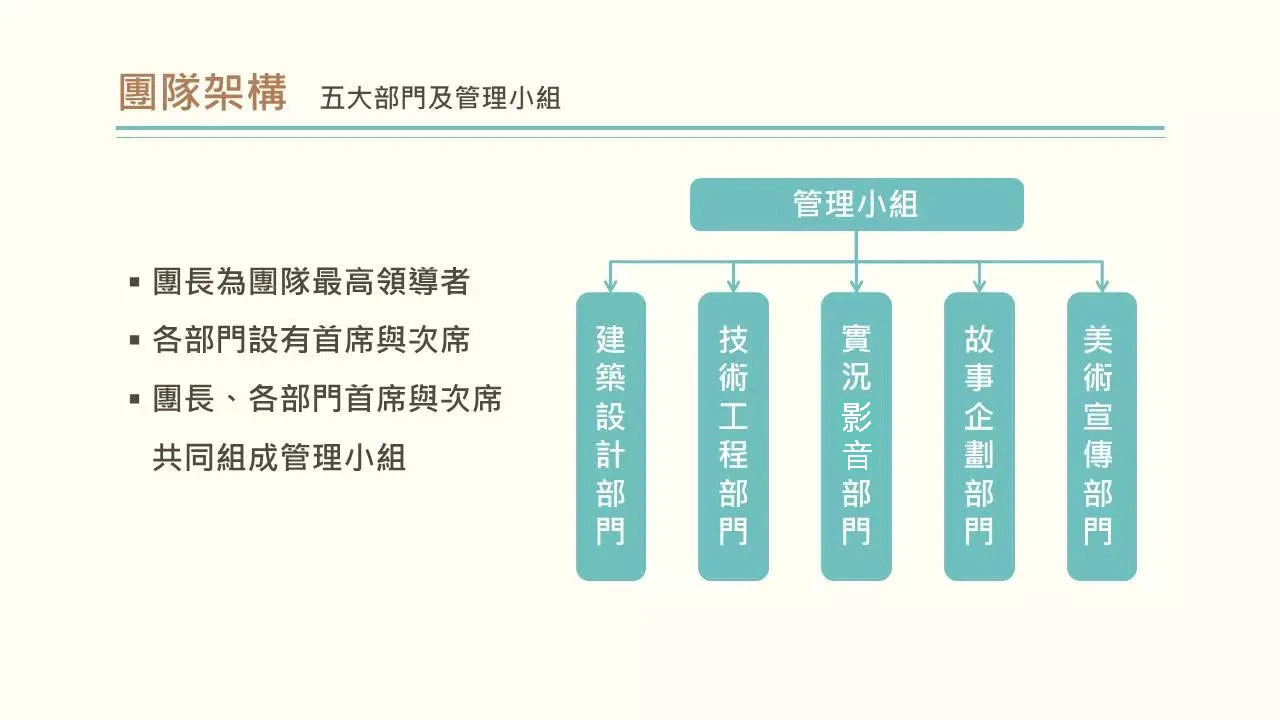 團隊架構 五大部門及管理小組
▪ 團長為團隊最高領導者
▪ 各部門設有首席與次席
▪ 團長、各部門首席與次席
共同組成管理小組
管理小組
建築設計部門
技術工程部門
實況影音部門
故事企劃部門
美術宣傳部門